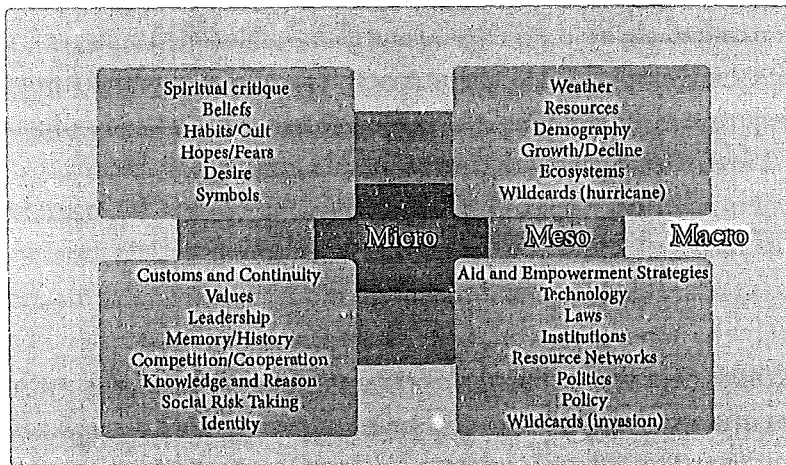 Spiritual critique
Beliefs
Habits/Cult
Hopes/Fears
Desire
Symbols
Weather
Resources
Demography
Growth/Decline
Ecosystems
Wildcards (hurricane)
Micro
Meso
Macro
Customs and Continuity
Values
Leadership
Memory/History
Competition/Cooperation
Knowledge and Reason
Social Risk Taking
Identity
Aid and Empowerment Strategies
Technology
Laws
Institutions
Resource Networks
Politics
Policy
Wildcards (invasion)